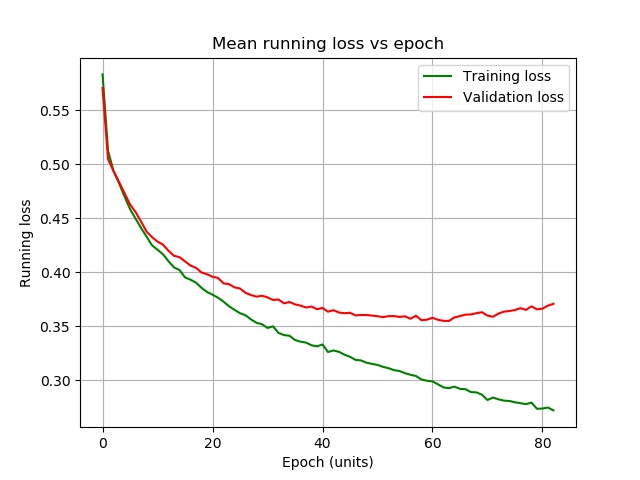 Mean running loss vs epoch
Training loss
Validation loss
Running loss
0.55
0.50
0.45
0.40
0.35
0.30
0 20 40 60 80
Epoch (units)